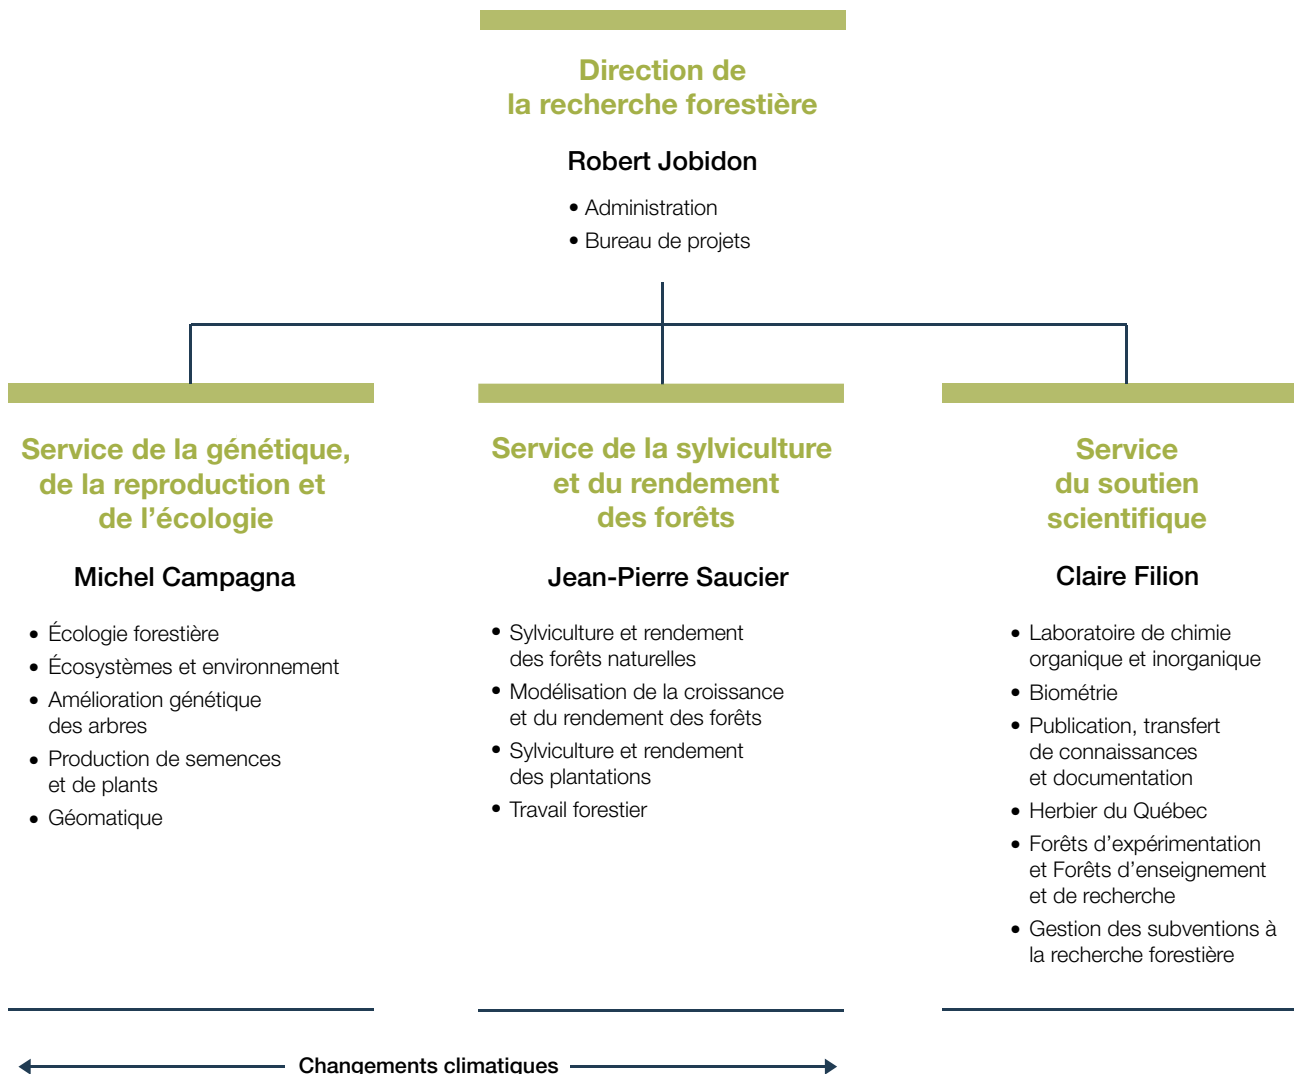 Direction de
la recherche forestière
Robert Jobidon
• Administration
• Bureau de projets
Service de la génétique,
de la reproduction et
de l’écologie
Michel Campagna
• Écologie forestière
• Écosystèmes et environnement
• Amélioration génétique
des arbres
• Production de semences
et de plants
• Géomatique
Service de la sylviculture
et du rendement
des forêts
Jean-Pierre Saucier
• Sylviculture et rendement
des forêts naturelles
• Modélisation de la croissance
et du rendement des forêts
• Sylviculture et rendement
des plantations
• Travail forestier
Service
du soutien
scientifique
Claire Filion
• Laboratoire de chimie
organique et inorganique
• Biométrie
• Publication, transfert
de connaissances
et documentation
• Herbier du Québec
• Forêts d’expérimentation
et Forêts d’enseignement
et de recherche
• Gestion des subventions à
la recherche forestière
Changements climatiques